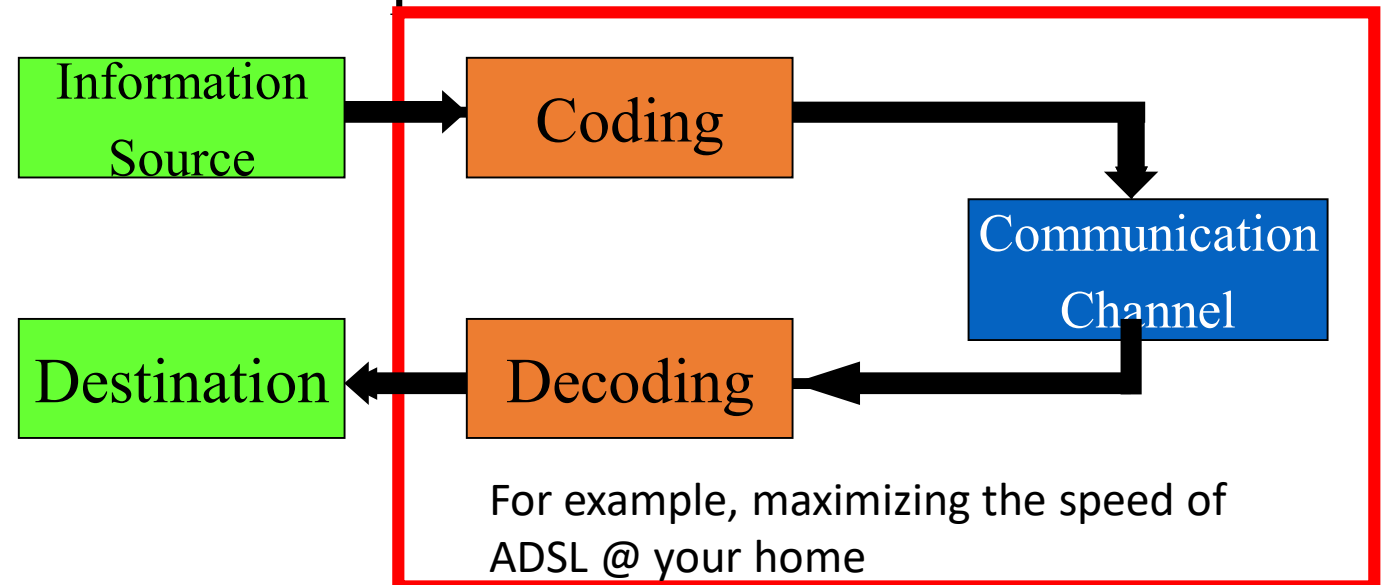 Information
Source
Coding
Communication
Channel
Decoding
Destination
For example, maximizing the speed of
ADSL @ your home